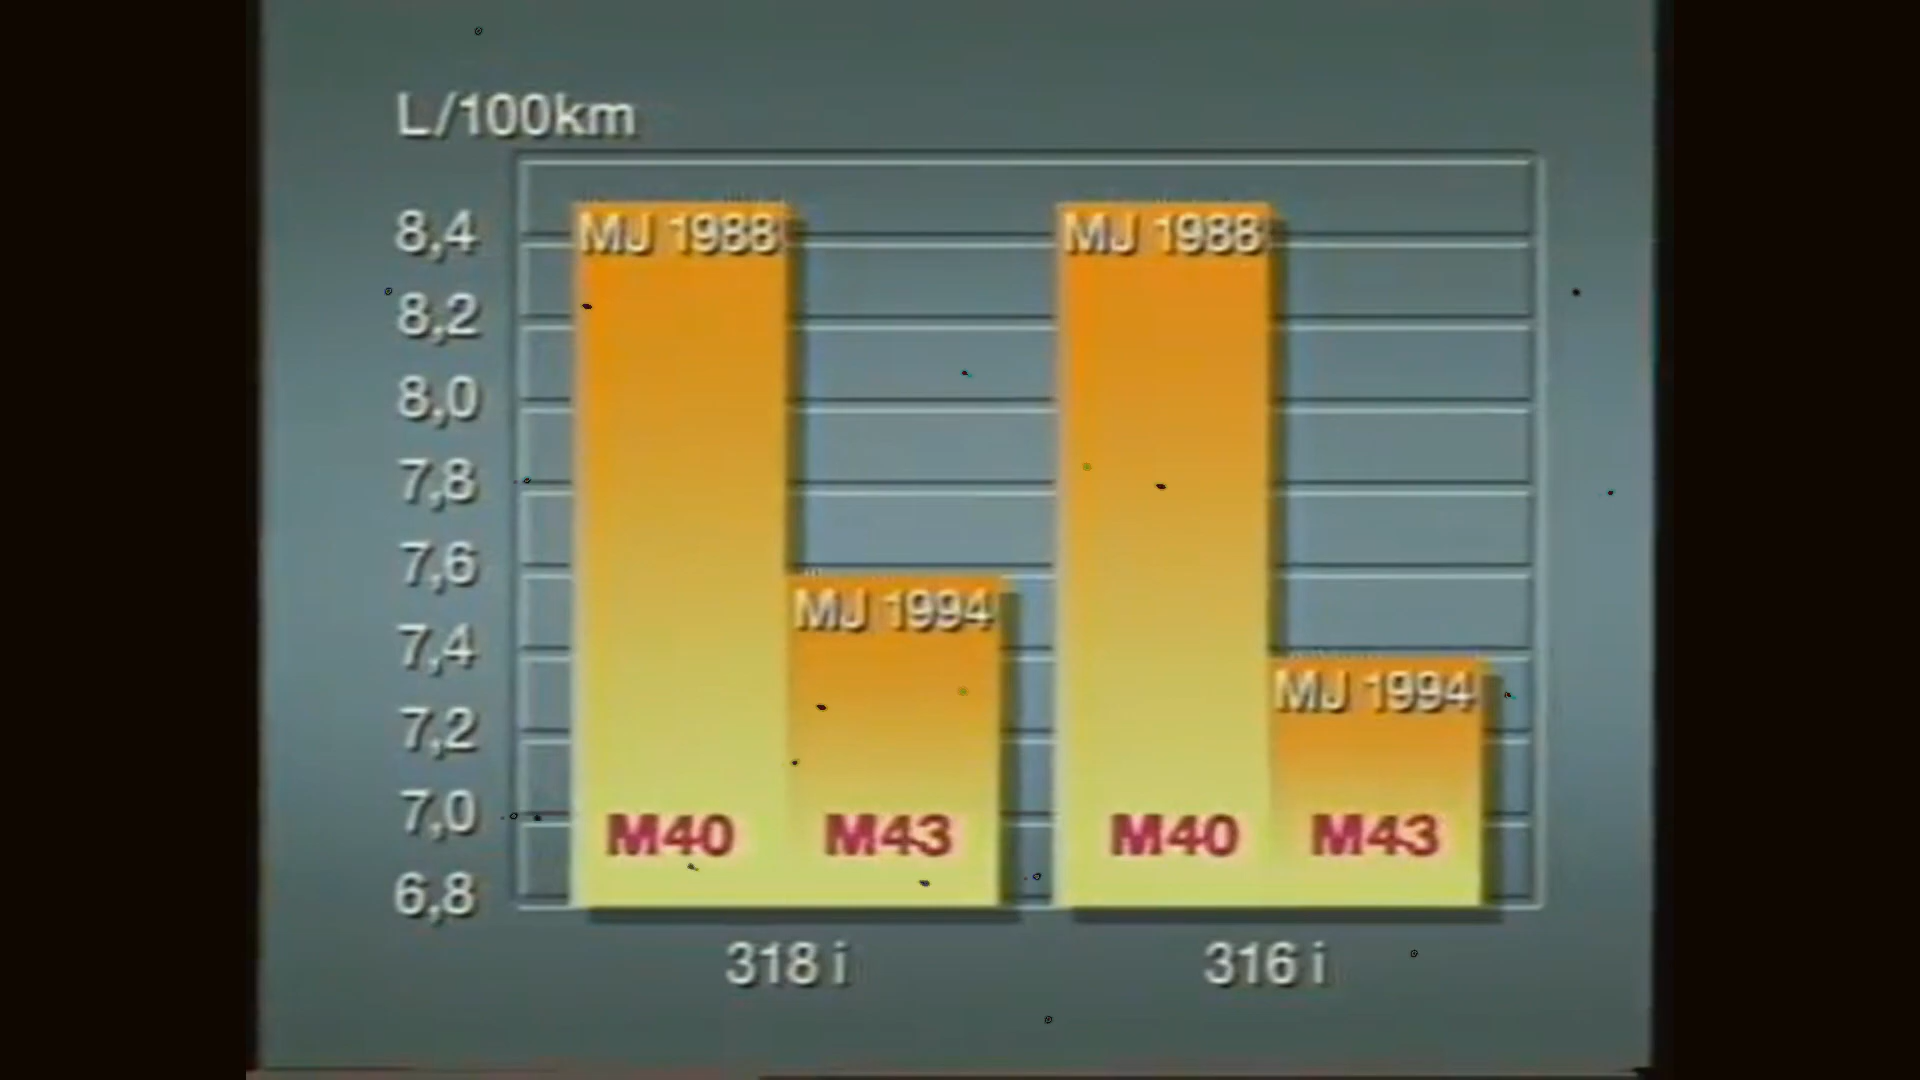 L/100km
8,4
MJ 1988
MJ 1988
8,2
8,0
7,8
7,6
MJ 1994
7,4
MJ 1994
7,2
7,0
M40
M43
M40
M43
6,8
318 i
316 i